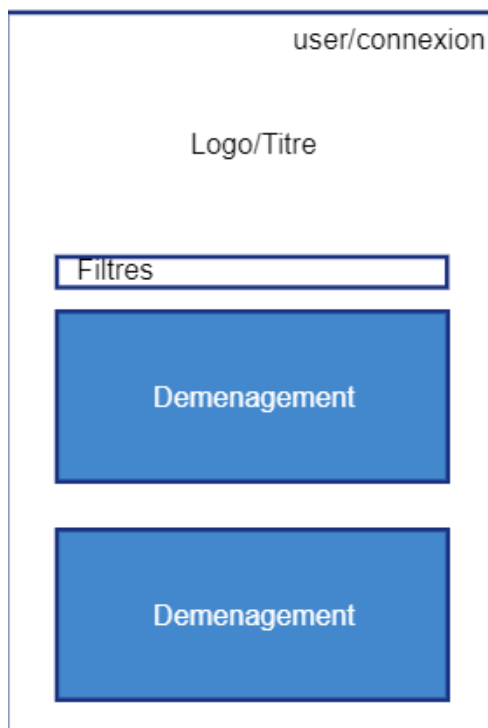 user/connexion
Logo/Titre
Filtres
Demenagement
Demenagement